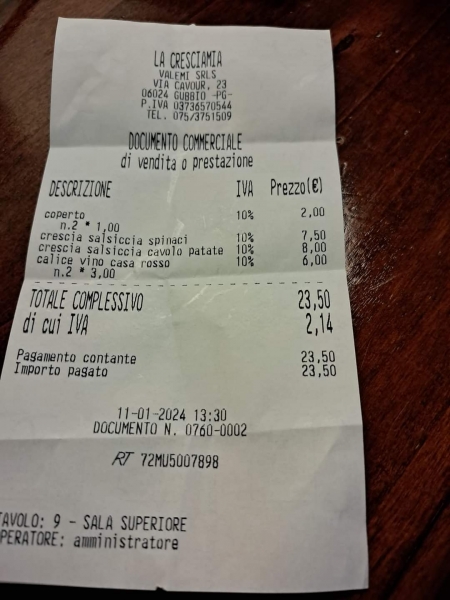 LA CRESCIAMIA
VALEMI SRLS
VIA CAVOUR, 23
06024 GUBBIO -PG-
P.IVA 03736570544
TEL. 075/3751509
DOCUMENTO COMMERCIALE
di vendita o prestazione
DESCRIZIONE IVA Prezzo(€)
coperto 10% 2,00
n.2 * 1,00
crescia salsiccia spinaci 10% 7,50
crescia salsiccia cavolo patate 10% 8,00
calice vino casa rosso 10% 6,00
n.2 * 3,00
TOTALE COMPLESSIVO 23,50
di cui IVA 2,14
Pagamento contante 23,50
Importo pagato 23,50
11-01-2024 13:30
DOCUMENTO N. 0760-0002
RT 72MU5007898
TAVOLO: 9 - SALA SUPERIORE
PERATORE: amministratore